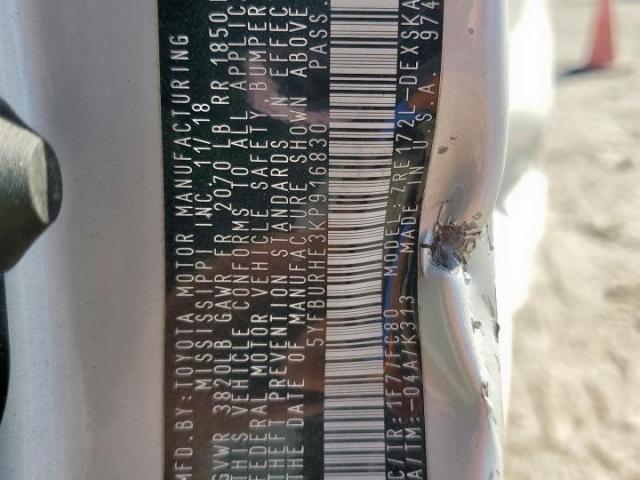 MFD.BY:TOYOTA MOTOR MANUFACTURING
MISSISSIPPI INC. 11/18
GVWR 3820LB GAWR FR 2070 LB RR 1850
THIS VEHICLE CONFORMS TO ALL APPLIC
FEDERAL MOTOR VEHICLE SAFETY, BUMPER
THEFT PREVENTION STANDARDS IN EFFEC
THE DATE OF MANUFACTURE SHOWN ABOVE
5YFBURHE3KP916830 PASS.
C/TR:1F7/FC80 MODEL:ZRE172L-DEXSKA
A/TM:-04A/K313 MADE IN U.S.A. 974